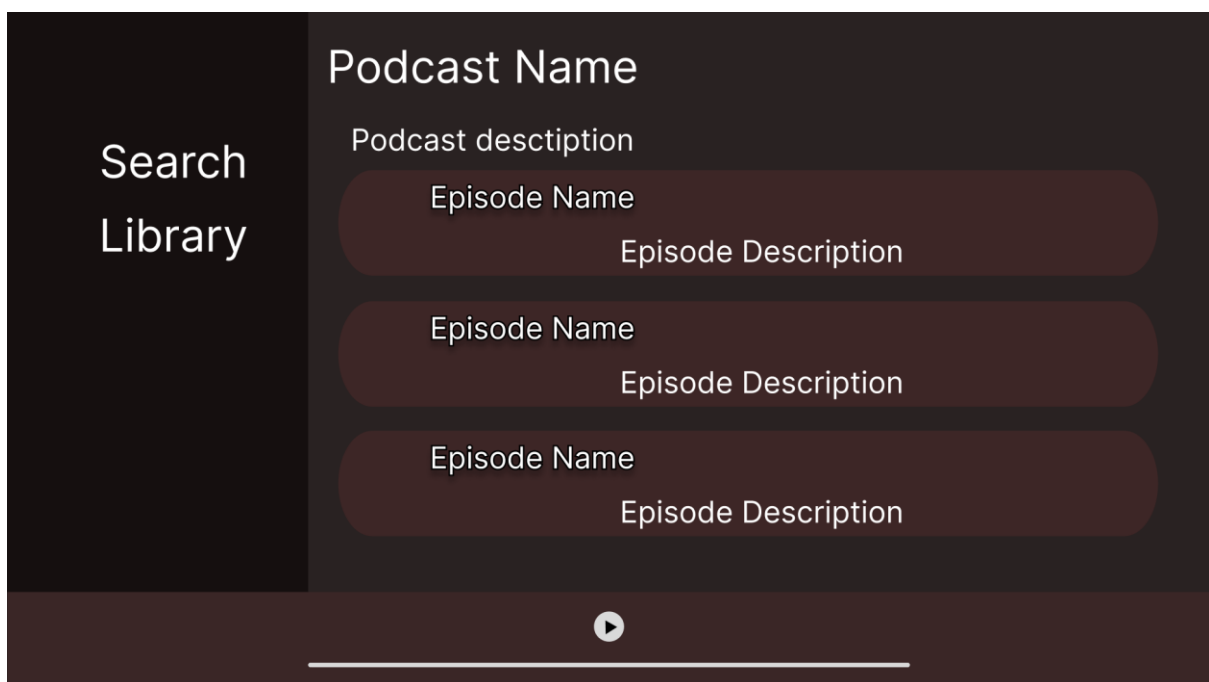 Search
Library
Podcast Name
Podcast desctiption
Episode Name
Episode Description
Episode Name
Episode Description
Episode Name
Episode Description